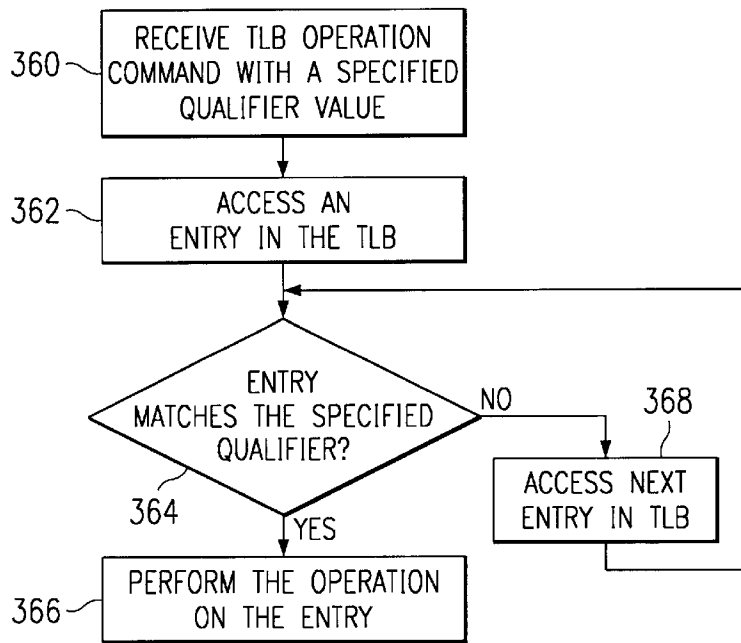 360
RECEIVE TLB OPERATION
COMMAND WITH A SPECIFIED
QUALIFIER VALUE
362
ACCESS AN
ENTRY IN THE TLB
ENTRY
MATCHES THE SPECIFIED
QUALIFIER?
NO
364
YES
368
ACCESS NEXT
ENTRY IN TLB
366
PERFORM THE OPERATION
ON THE ENTRY